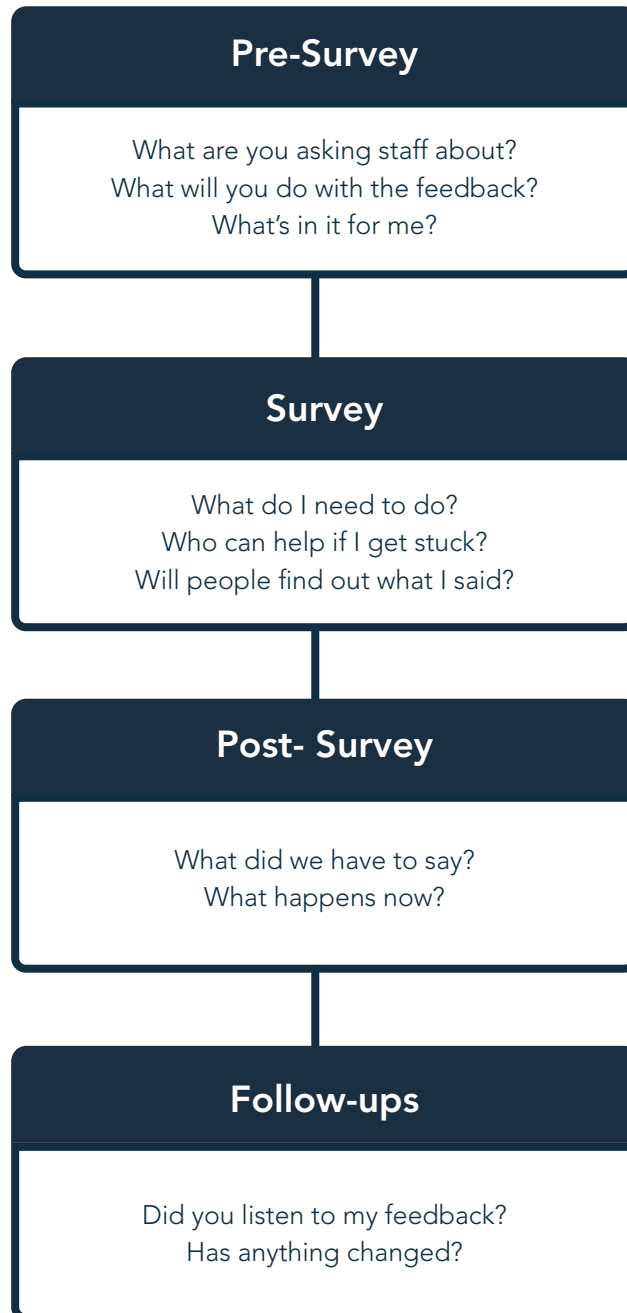 Pre-Survey
What are you asking staff about?
What will you do with the feedback?
What's in it for me?
Survey
What do I need to do?
Who can help if I get stuck?
Will people find out what I said?
Post- Survey
What did we have to say?
What happens now?
Follow-ups
Did you listen to my feedback?
Has anything changed?